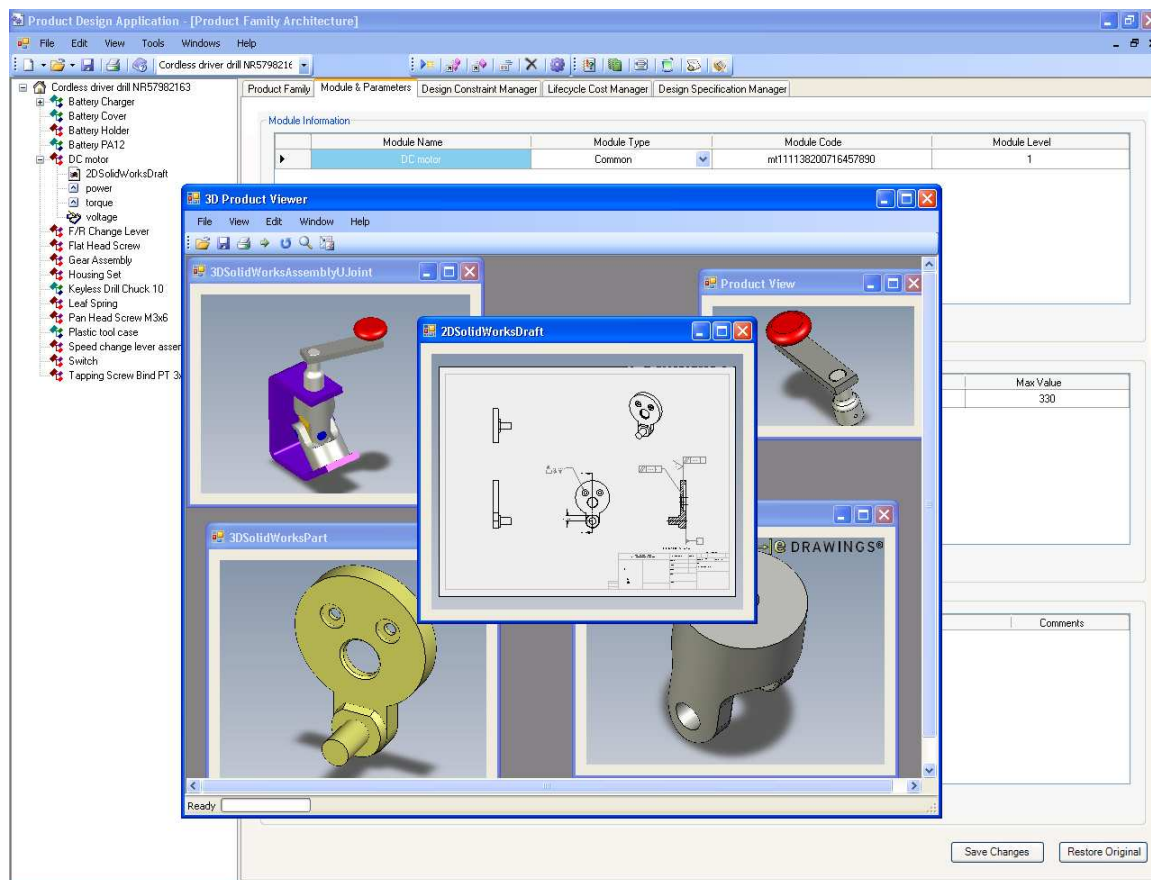 Product Design Application - [Product Family Architecture]
File Edit View Tools Windows Help
Cordless driver drill NR5798216
Cordless driver drill NR57982163
Battery Charger
Battery Cover
Battery Holder
Battery PA12
DC motor
2DSolidWorksDraft
power
torque
voltage
F/R Change Lever
Flat Head Screw
Gear Assembly
Housing Set
Keyless Drill Chuck 10
Leaf Spring
Pan Head Screw M3x6
Plastic tool case
Speed change lever asser
Switch
Tapping Screw Bind PT 3x
Product Family Module & Parameters Design Constraint Manager Lifecycle Cost Manager Design Specification Manager
Module Information
Module Name Module Type Module Code Module Level
DC motor Common mt111138200716457890 1
3D Product Viewer
File View Edit Window Help
3DSolidWorksAssemblyUJoint
Product View
2DSolidWorksDraft
Max Value
330
3DSolidWorksPart
DRAWINGS®
Comments
Ready
Save Changes Restore Original